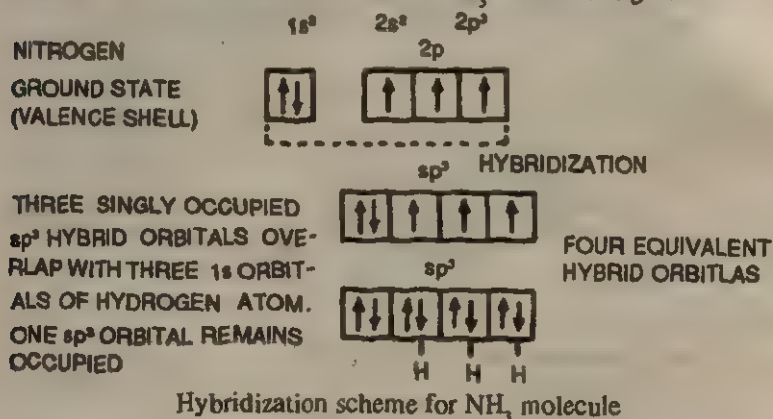 3
1s² 2s² 2p³
NITROGEN 2p
GROUND STATE
(VALENCE SHELL)
HYBRIDIZATION
sp³
THREE SINGLY OCCUPIED
sp³ HYBRID ORBITALS OVE-
RLAP WITH THREE 1s ORBIT-
ALS OF HYDROGEN ATOM.
ONE sp³ ORBITAL REMAINS
OCCUPIED
FOUR EQUIVALENT
HYBRID ORBITLAS
sp³
H H H
Hybridization scheme for NH₃ molecule